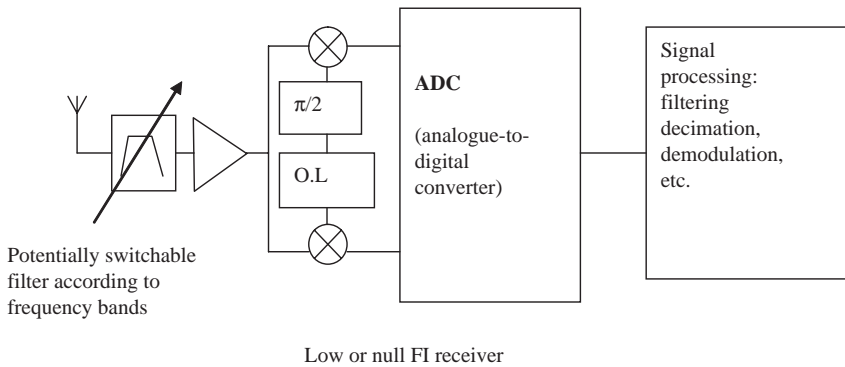 Potentially switchable
filter according to
frequency bands
π/2
O.L
ADC
(analogue-to-
digital
converter)
Signal
processing:
filtering
decimation,
demodulation,
etc.
Low or null FI receiver